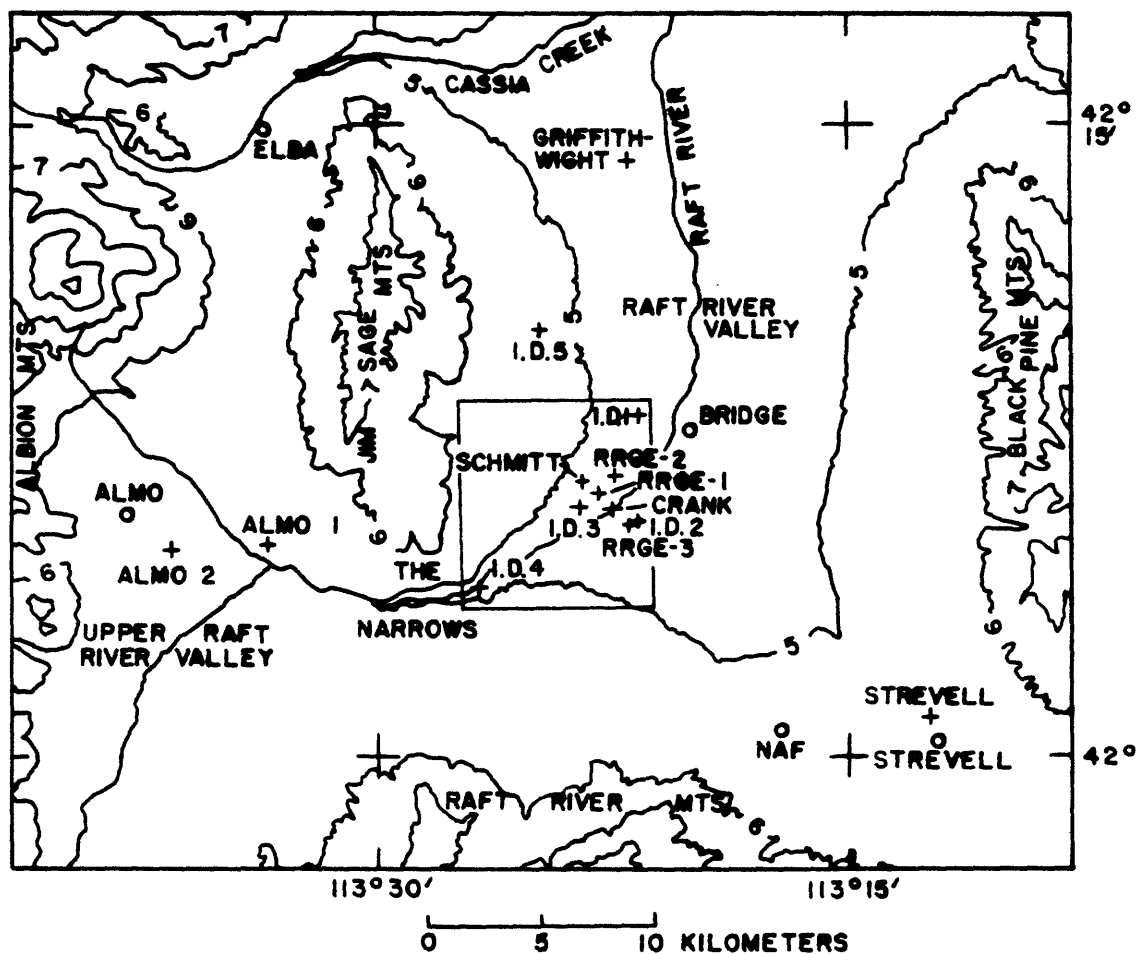 7
CREEK
CASSIA
5
6
42°
15'
ELBA
GRIFFITH-
WIGHT +
RAFT RIVER
7
6
6
6
6
5
JIM > SAGE MTS
RAFT RIVER
VALLEY
I.D.5
5
BLACK PINE MTS
6
7
ALBION MTS
I.D.1
BRIDGE
SCHMITT
RRGE-2
RRGE-1
CRANK
I.D.3
I.D.2
RRGE-3
ALMO
ALMO 1
ALMO 2
6
6
THE
I.D.4
NARROWS
UPPER RAFT
RIVER VALLEY
5
6
STREVELL
NAF
STREVELL
42°
RAFT RIVER MTS
6
113°30'
113°15'
0 5 10 KILOMETERS